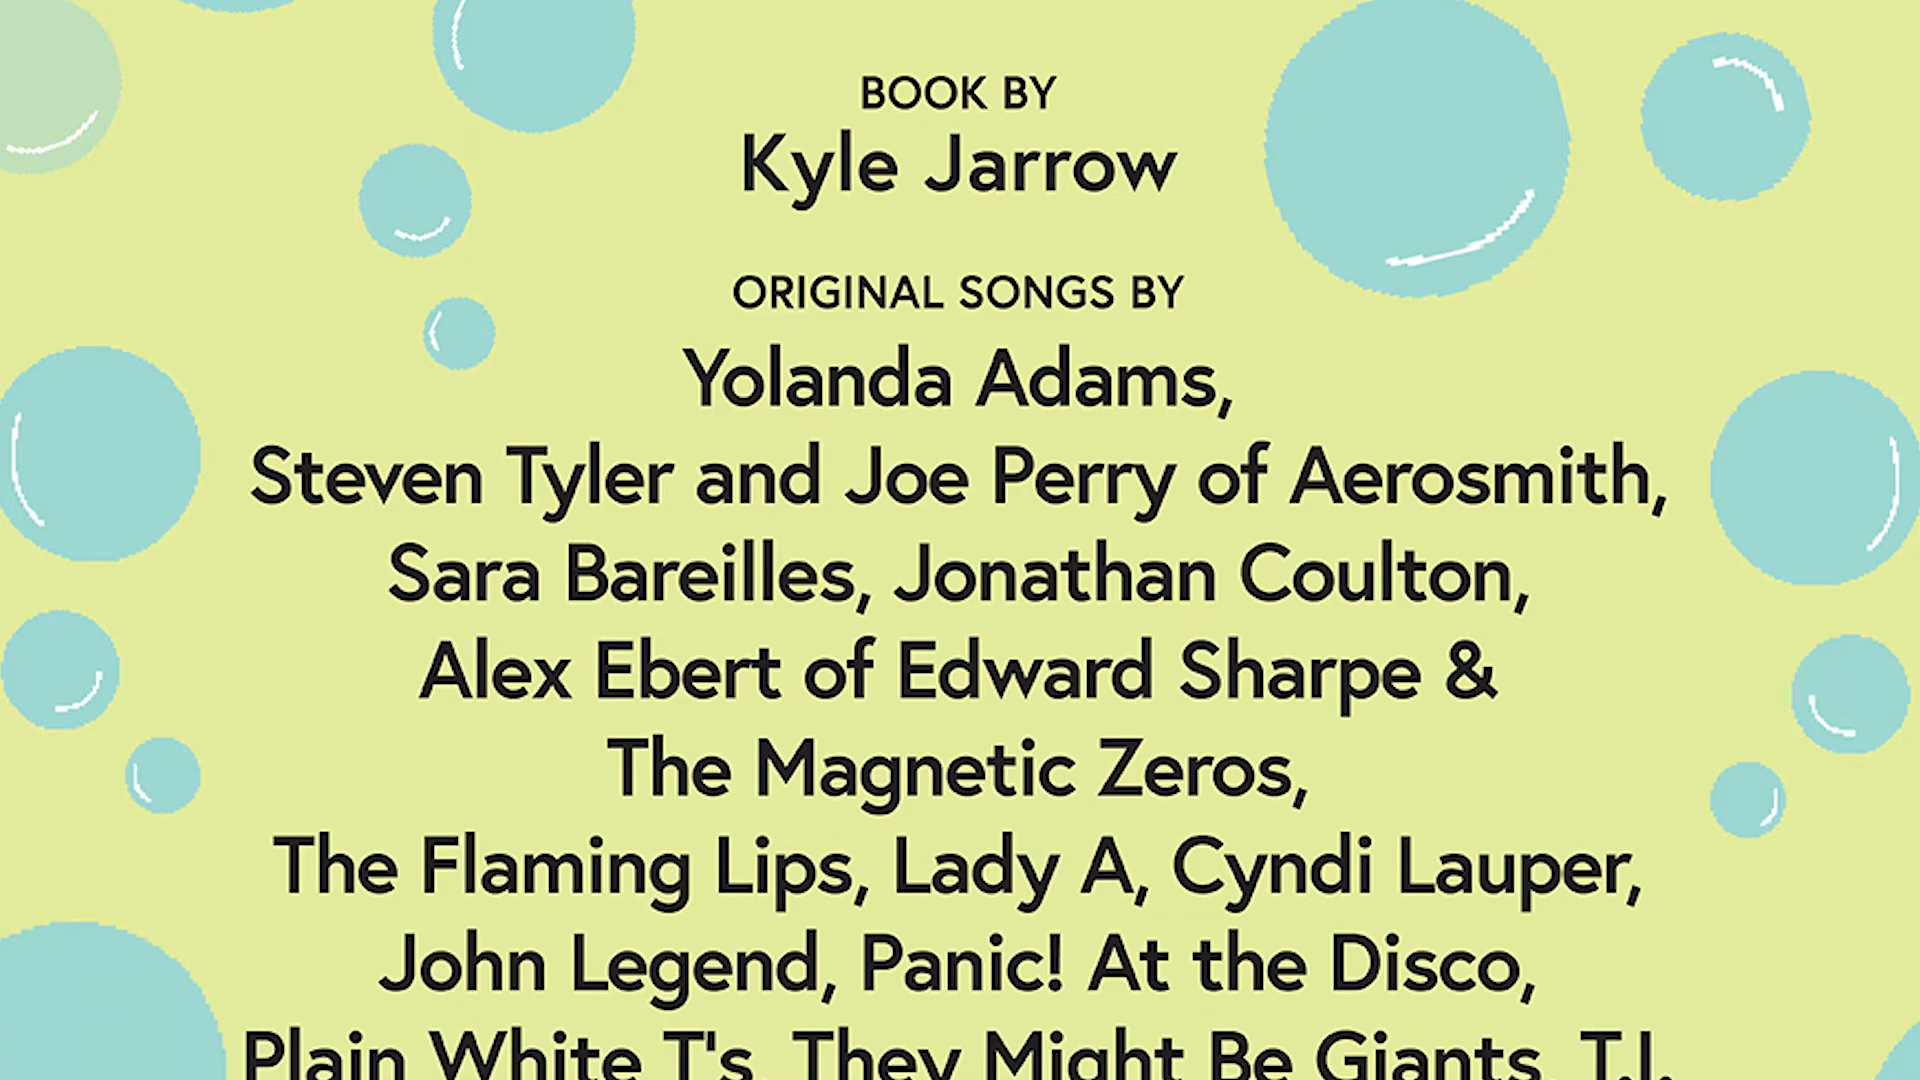 BOOK BY
Kyle Jarrow
ORIGINAL SONGS BY
Yolanda Adams,
Steven Tyler and Joe Perry of Aerosmith,
Sara Bareilles, Jonathan Coulton,
Alex Ebert of Edward Sharpe &
The Magnetic Zeros,
The Flaming Lips, Lady A, Cyndi Lauper,
John Legend, Panic! At the Disco,
Plain White T's, They Might Be Giants, T.I.